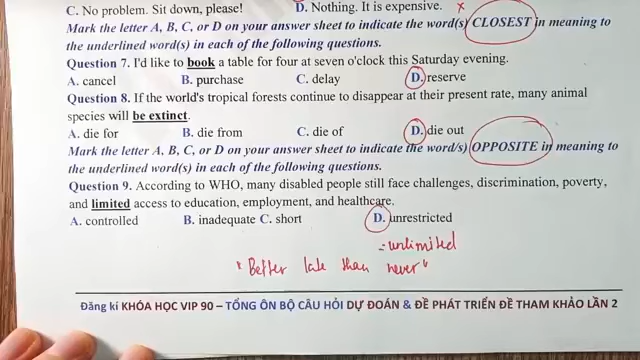 C. No problem. Sit down, please! D. Nothing. It is expensive. x
Mark the letter A, B, C, or D on your answer sheet to indicate the word(s) CLOSEST in meaning to
the underlined word(s) in each of the following questions.
Question 7. I'd like to book a table for four at seven o'clock this Saturday evening.
A. cancel B. purchase C. delay D. reserve
Question 8. If the world's tropical forests continue to disappear at their present rate, many animal
species will be extinct.
A. die for B. die from C. die of D. die out
Mark the letter A, B, C, or D on your answer sheet to indicate the word/s) OPPOSITE in meaning to
the underlined word(s) in each of the following questions.
Question 9. According to WHO, many disabled people still face challenges, discrimination, poverty,
and limited access to education, employment, and healthcare.
A. controlled B. inadequate C. short D. unrestricted
= unlimited
"Better late than never"
Đăng kí KHÓA HỌC VIP 90 – TỔNG ÔN BỘ CÂU HỎI DỰ ĐOÁN & ĐỀ PHÁT TRIỂN ĐỀ THAM KHẢO LẦN 2